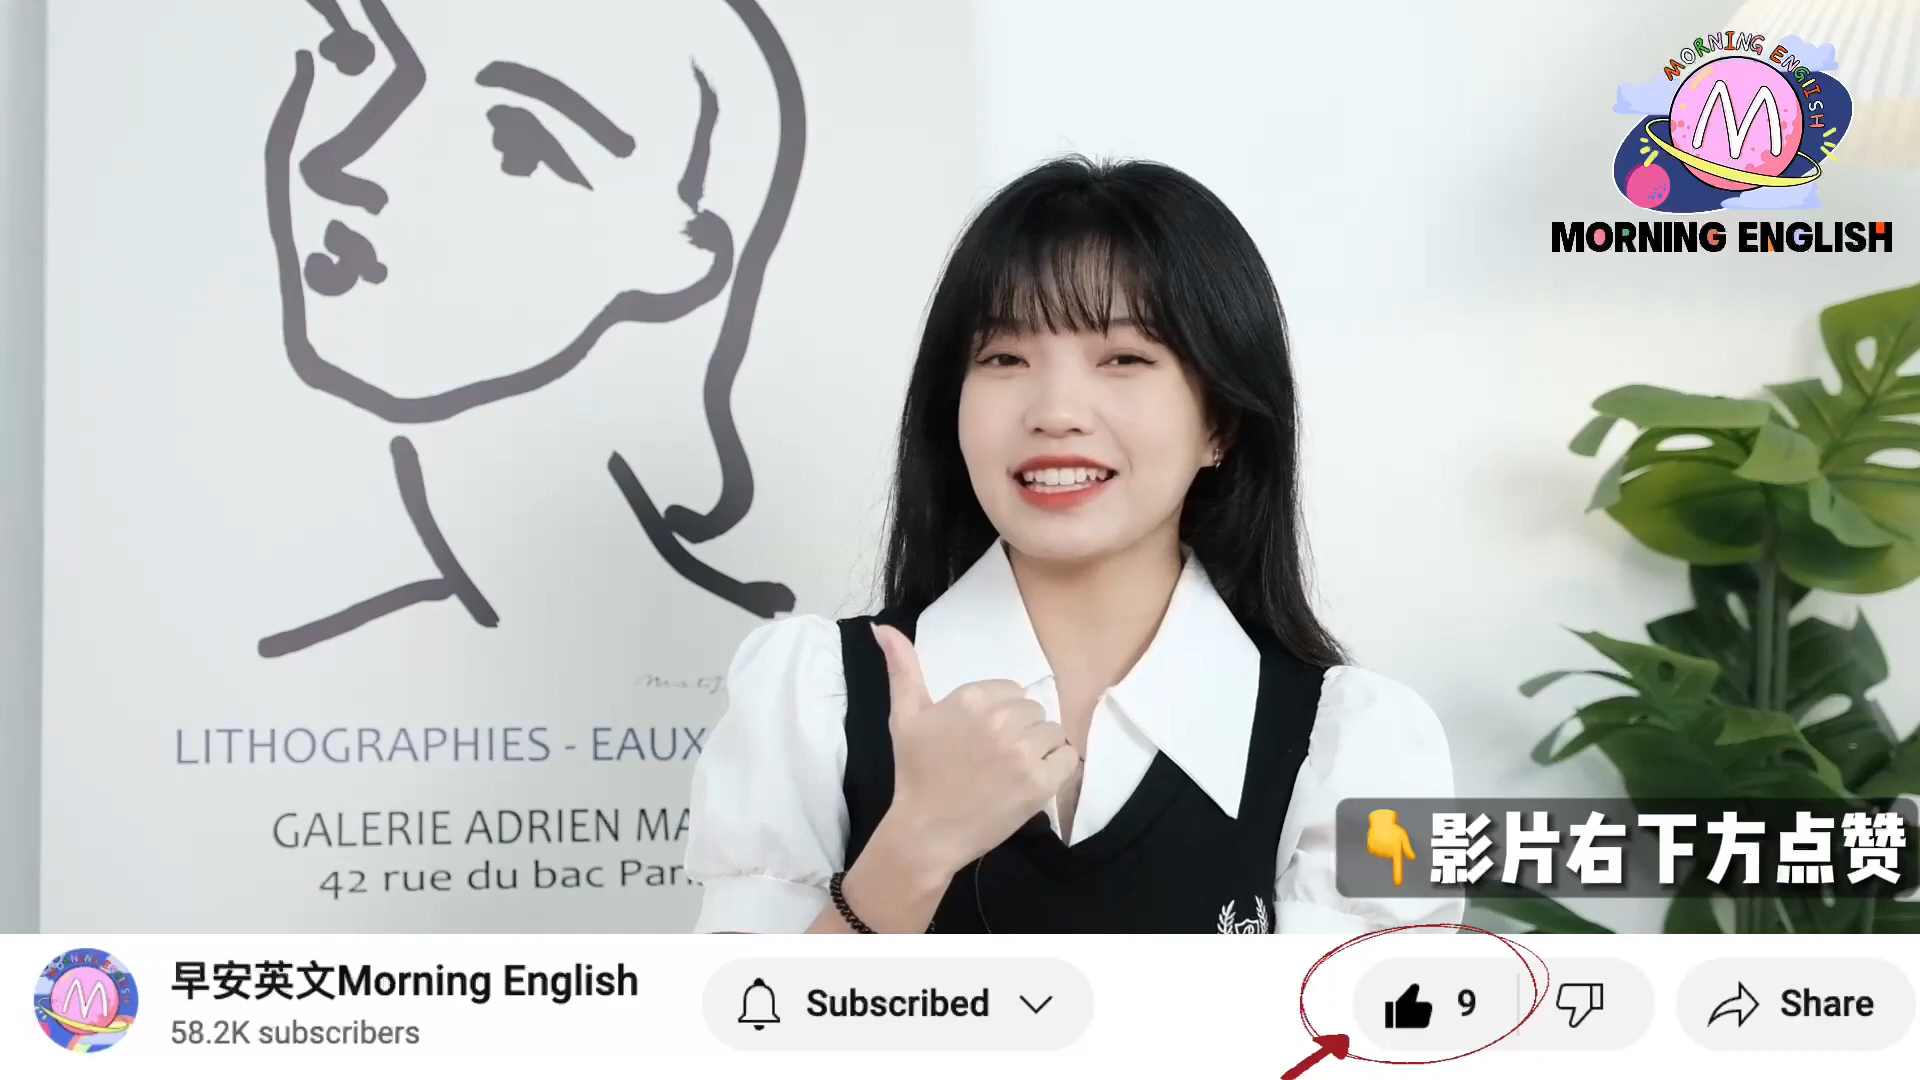 MORNING ENGLISH
M
MORNING ENGLISH
LITHOGRAPHIES - EAUX
GALERIE ADRIEN MA
42 rue du bac Par
👇影片右下方点赞
早安英文Morning English
58.2K subscribers
Subscribed
9
Share